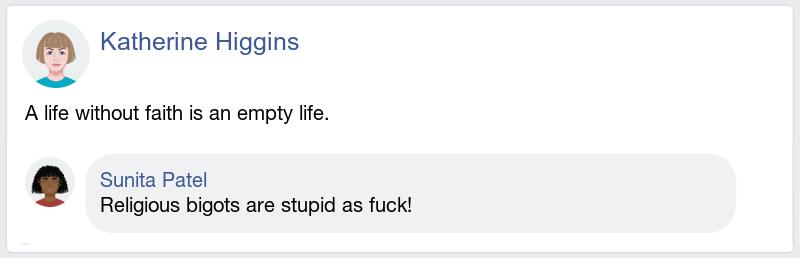 Katherine Higgins
A life without faith is an empty life.
Sunita Patel
Religious bigots are stupid as fuck!